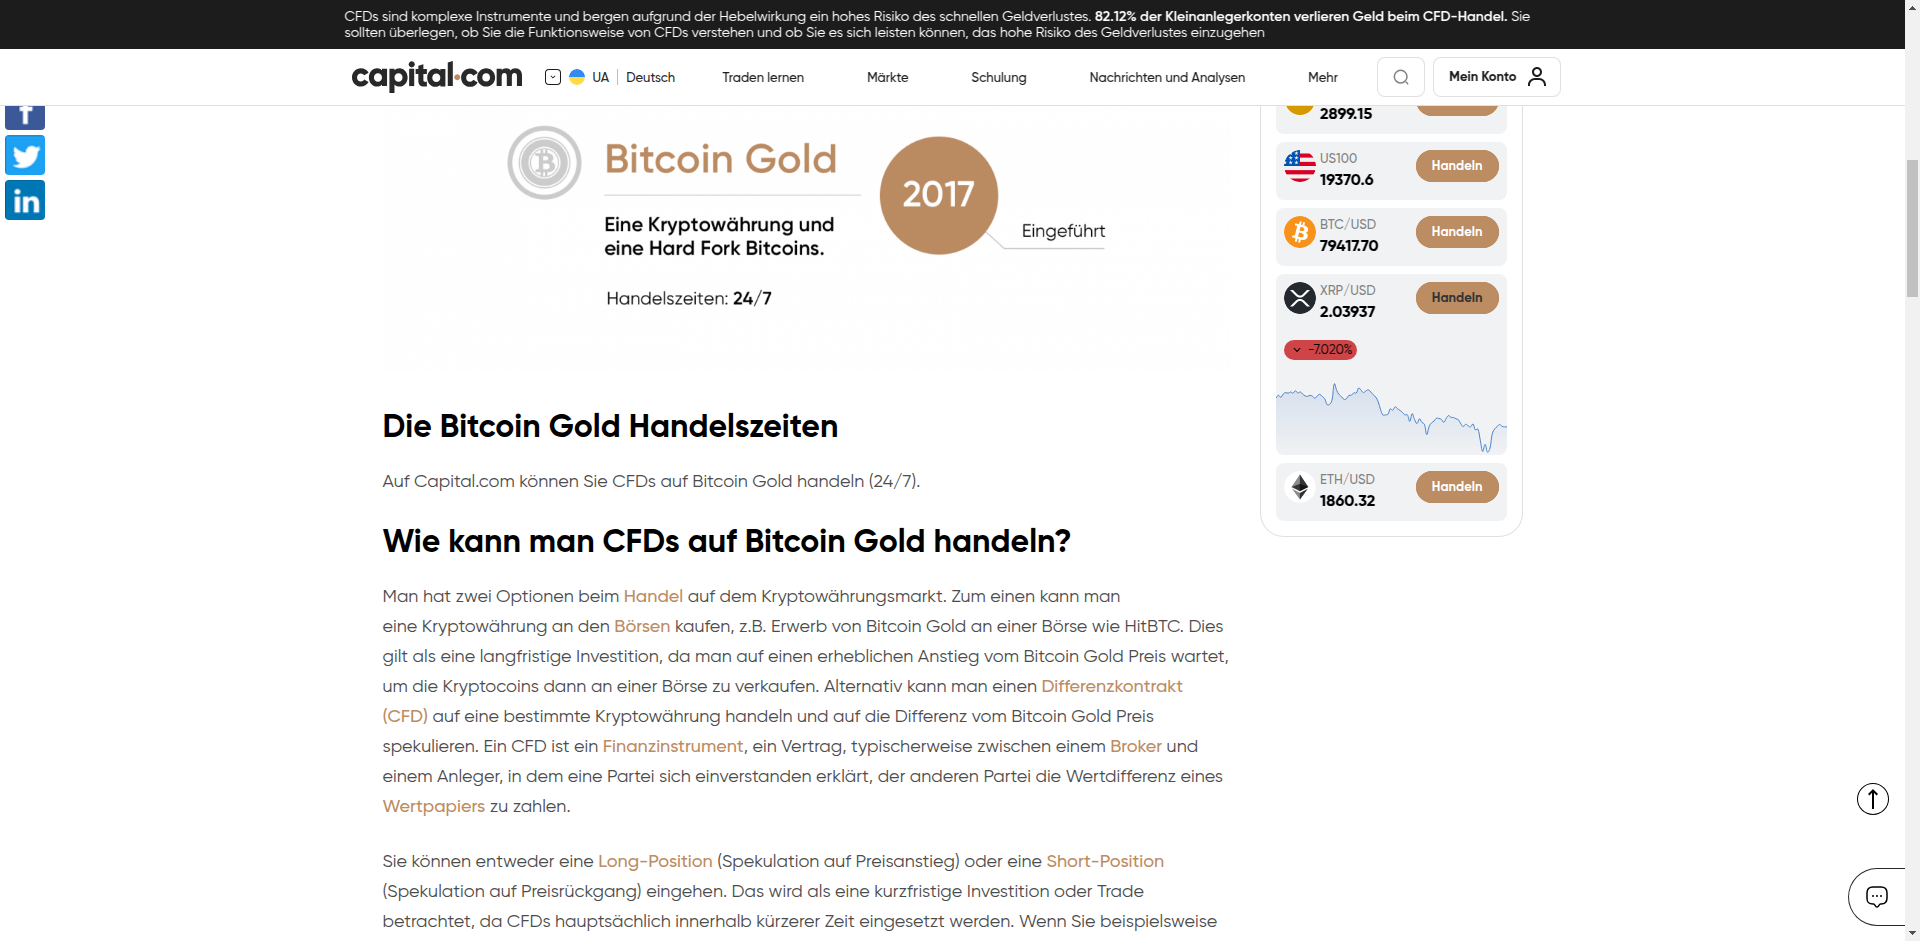 CFDs sind komplexe Instrumente und bergen aufgrund der Hebelwirkung ein hohes Risiko des schnellen Geldverlustes. 82.12% der Kleinanlegerkonten verlieren Geld beim CFD-Handel. Sie
sollten überlegen, ob Sie die Funktionsweise von CFDs verstehen und ob Sie es sich leisten können, das hohe Risiko des Geldverlustes einzugehen
capital.com
UA
Deutsch
Traden lernen
Märkte
Schulung
Nachrichten und Analysen
Mehr
Mein Konto
Bitcoin Gold
Eine Kryptowährung und
eine Hard Fork Bitcoins.
Handelszeiten: 24/7
2017
Eingeführt
2899.15
US100
19370.6
Handeln
BTC/USD
79417.70
Handeln
XRP/USD
2.03937
Handeln
-7.020%
ETH/USD
1860.32
Handeln
Die Bitcoin Gold Handelszeiten
Auf Capital.com können Sie CFDs auf Bitcoin Gold handeln (24/7).
Wie kann man CFDs auf Bitcoin Gold handeln?
Man hat zwei Optionen beim Handel auf dem Kryptowährungsmarkt. Zum einen kann man
eine Kryptowährung an den Börsen kaufen, z.B. Erwerb von Bitcoin Gold an einer Börse wie HitBTC. Dies
gilt als eine langfristige Investition, da man auf einen erheblichen Anstieg vom Bitcoin Gold Preis wartet,
um die Kryptocoins dann an einer Börse zu verkaufen. Alternativ kann man einen Differenzkontrakt
(CFD) auf eine bestimmte Kryptowährung handeln und auf die Differenz vom Bitcoin Gold Preis
spekulieren. Ein CFD ist ein Finanzinstrument, ein Vertrag, typischerweise zwischen einem Broker und
einem Anleger, in dem eine Partei sich einverstanden erklärt, der anderen Partei die Wertdifferenz eines
Wertpapiers zu zahlen.
Sie können entweder eine Long-Position (Spekulation auf Preisanstieg) oder eine Short-Position
(Spekulation auf Preisrückgang) eingehen. Das wird als eine kurzfristige Investition oder Trade
betrachtet, da CFDs hauptsächlich innerhalb kürzerer Zeit eingesetzt werden. Wenn Sie beispielsweise